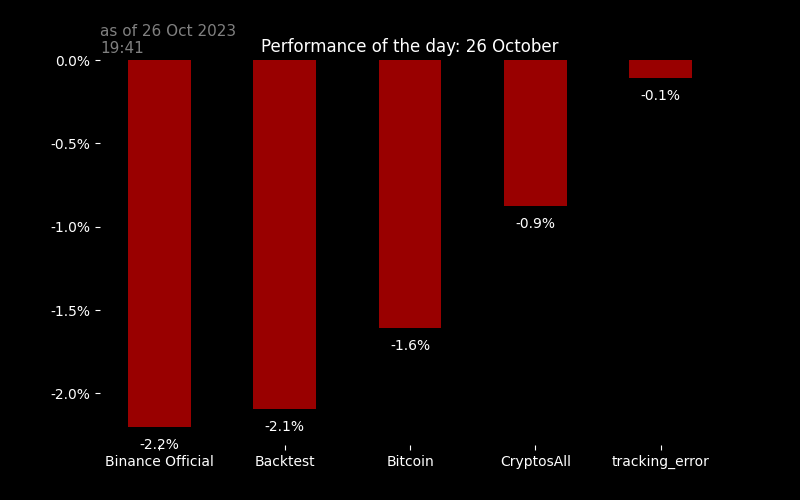 as of 26 Oct 2023
19:41
Performance of the day: 26 October
0.0%
-0.5%
-1.0%
-1.5%
-2.0%
-2.2%
-2.1%
-1.6%
-0.9%
-0.1%
Binance Official
Backtest
Bitcoin
CryptosAll
tracking_error